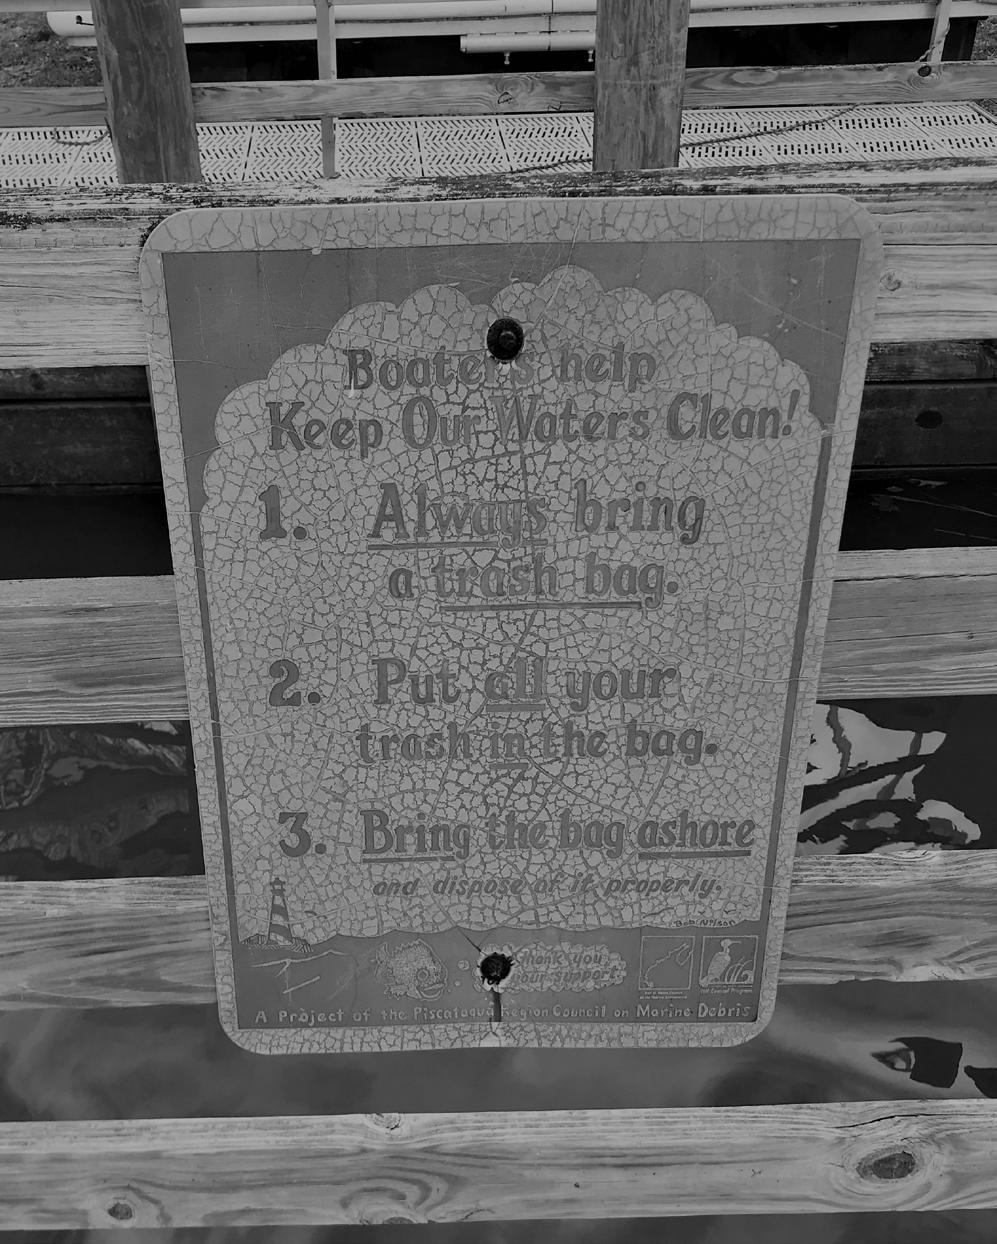 Boaters help
Keep Our Waters Clean!
1. Always bring
a trash bag.
2. Put all your
trash in the bag.
3. Bring the bag ashore
and dispose of it properly.
Bob Nilson
Thank you
your support
A Project of the Piscataqua Region Council on Marine Debris